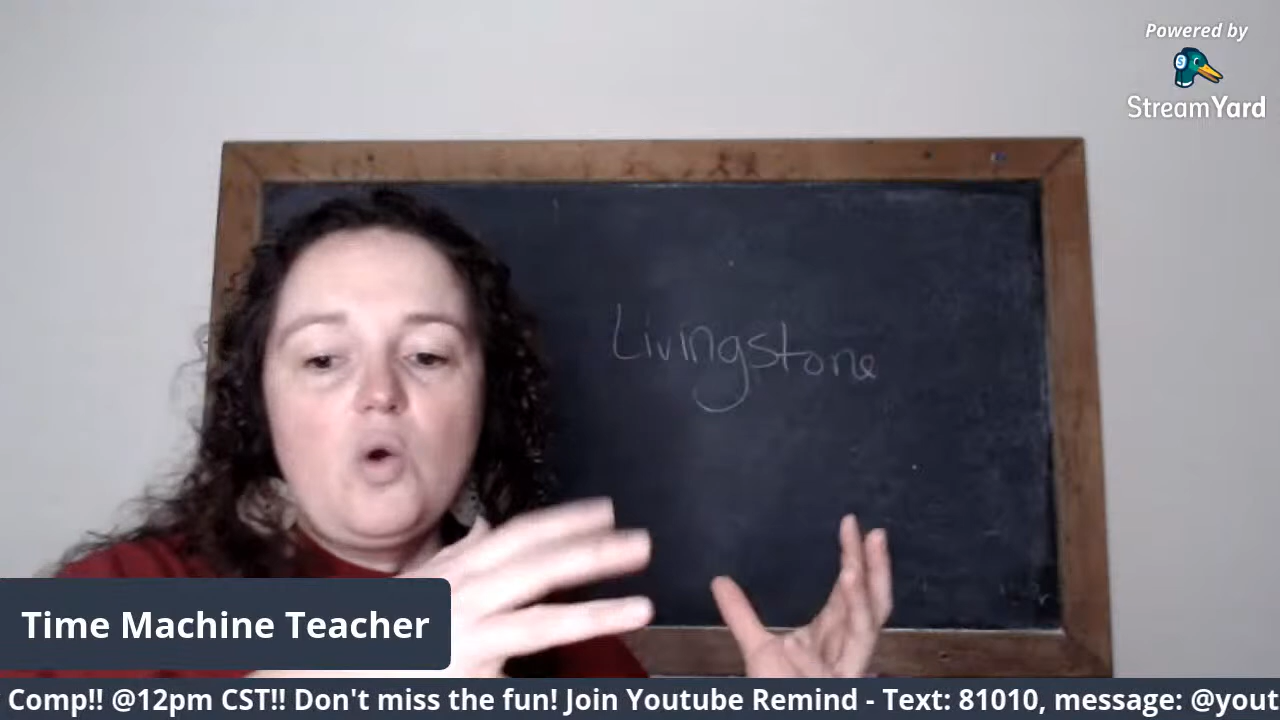 Powered by
StreamYard
Livingstone
Time Machine Teacher
Comp!! @12pm CST!! Don't miss the fun! Join Youtube Remind - Text: 81010, message: @yout